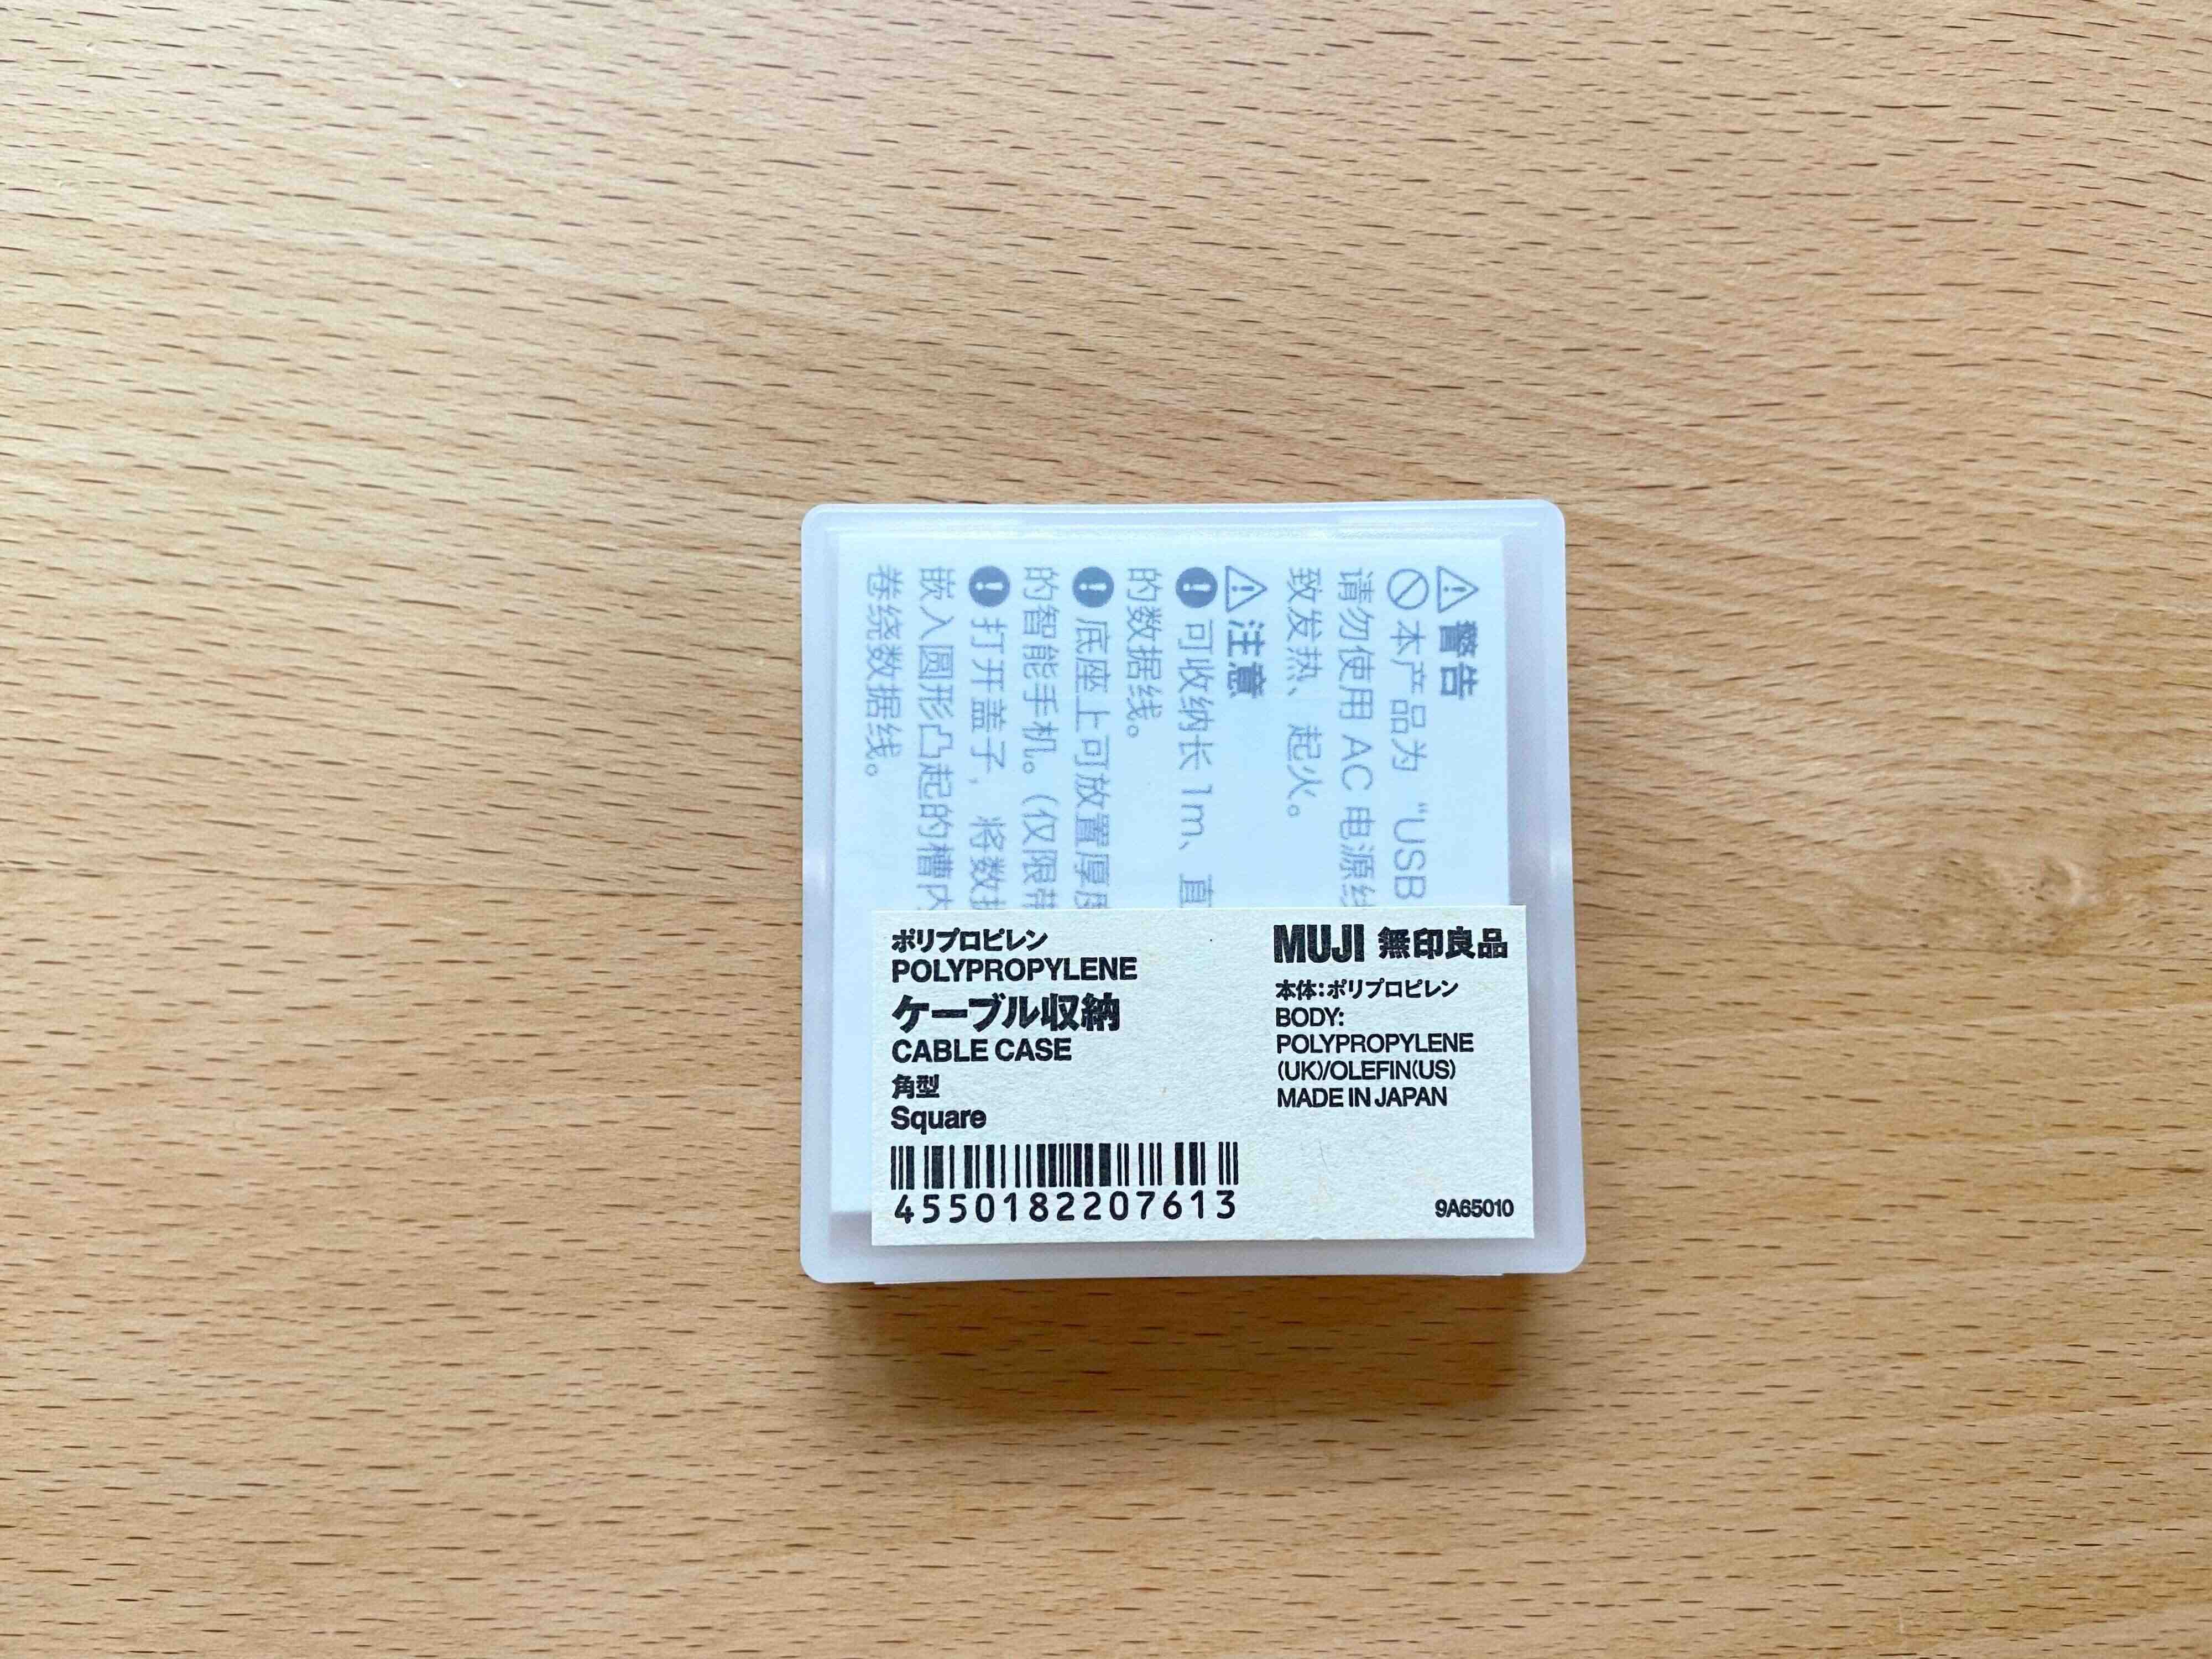 ⚠警告
本产品为 “USB
请勿使用 AC 电源
致发热、起火。
⚠注意
可收纳长 1m、直
的数据线。
底座上可放置厚
的智能手机。(仅限带
打开盖子，将数
嵌入圆形凸起的槽内
卷绕数据线。
ポリプロピレン
POLYPROPYLENE
ケーブル収納
CABLE CASE
角型
Square
4550182207613
MUJI 無印良品
本体:ポリプロピレン
BODY:
POLYPROPYLENE
(UK)/OLEFIN(US)
MADE IN JAPAN
9A65010